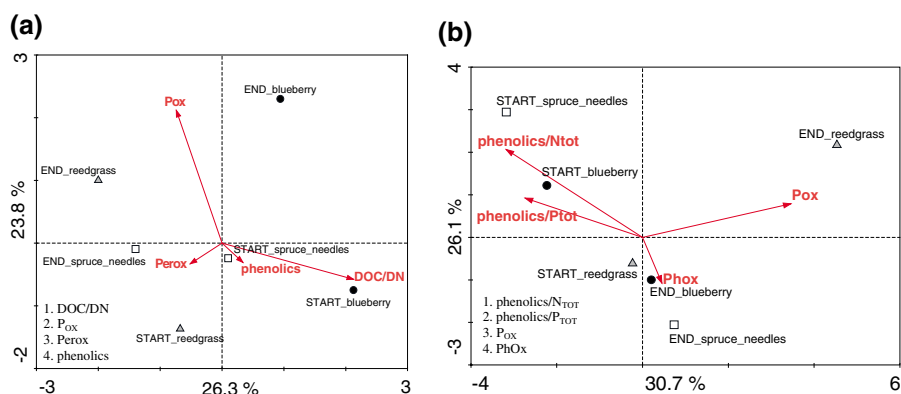 (a)
3
END_blueberry
Pox
END_reedgrass
23.8 %
END_spruce_needles
START_spruce_needles
Perox
phenolics
DOC/DN
START_blueberry
START_reedgrass
1. DOC/DN
2. POX
3. Perox
4. phenolics
-2
-3
26.3 %
3
(b)
4
START_spruce_needles
END_reedgrass
phenolics/Ntot
START_blueberry
phenolics/Ptot
Pox
26.1 %
START_reedgrass
Phox
END_blueberry
END_spruce_needles
1. phenolics/NTOT
2. phenolics/PTOT
3. POX
4. PhOx
-3
-4
30.7 %
6